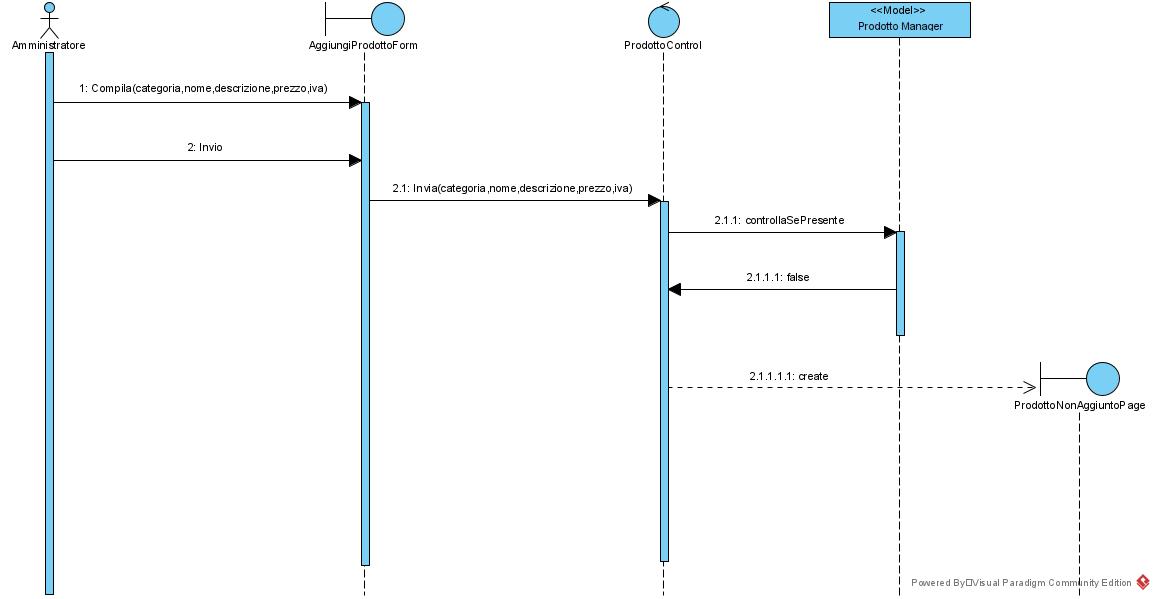 <<Model>>
Prodotto Manager
Amministratore
AggiungiProdottoForm
ProdottoControl
1: Compila(categoria,nome,descrizione,prezzo,iva)
2: Invio
2.1: Invia(categoria,nome,descrizione,prezzo,iva)
2.1.1: controllaSePresente
2.1.1.1: false
2.1.1.1.1: create
ProdottoNonAggiuntoPage
Powered By□Visual Paradigm Community Edition